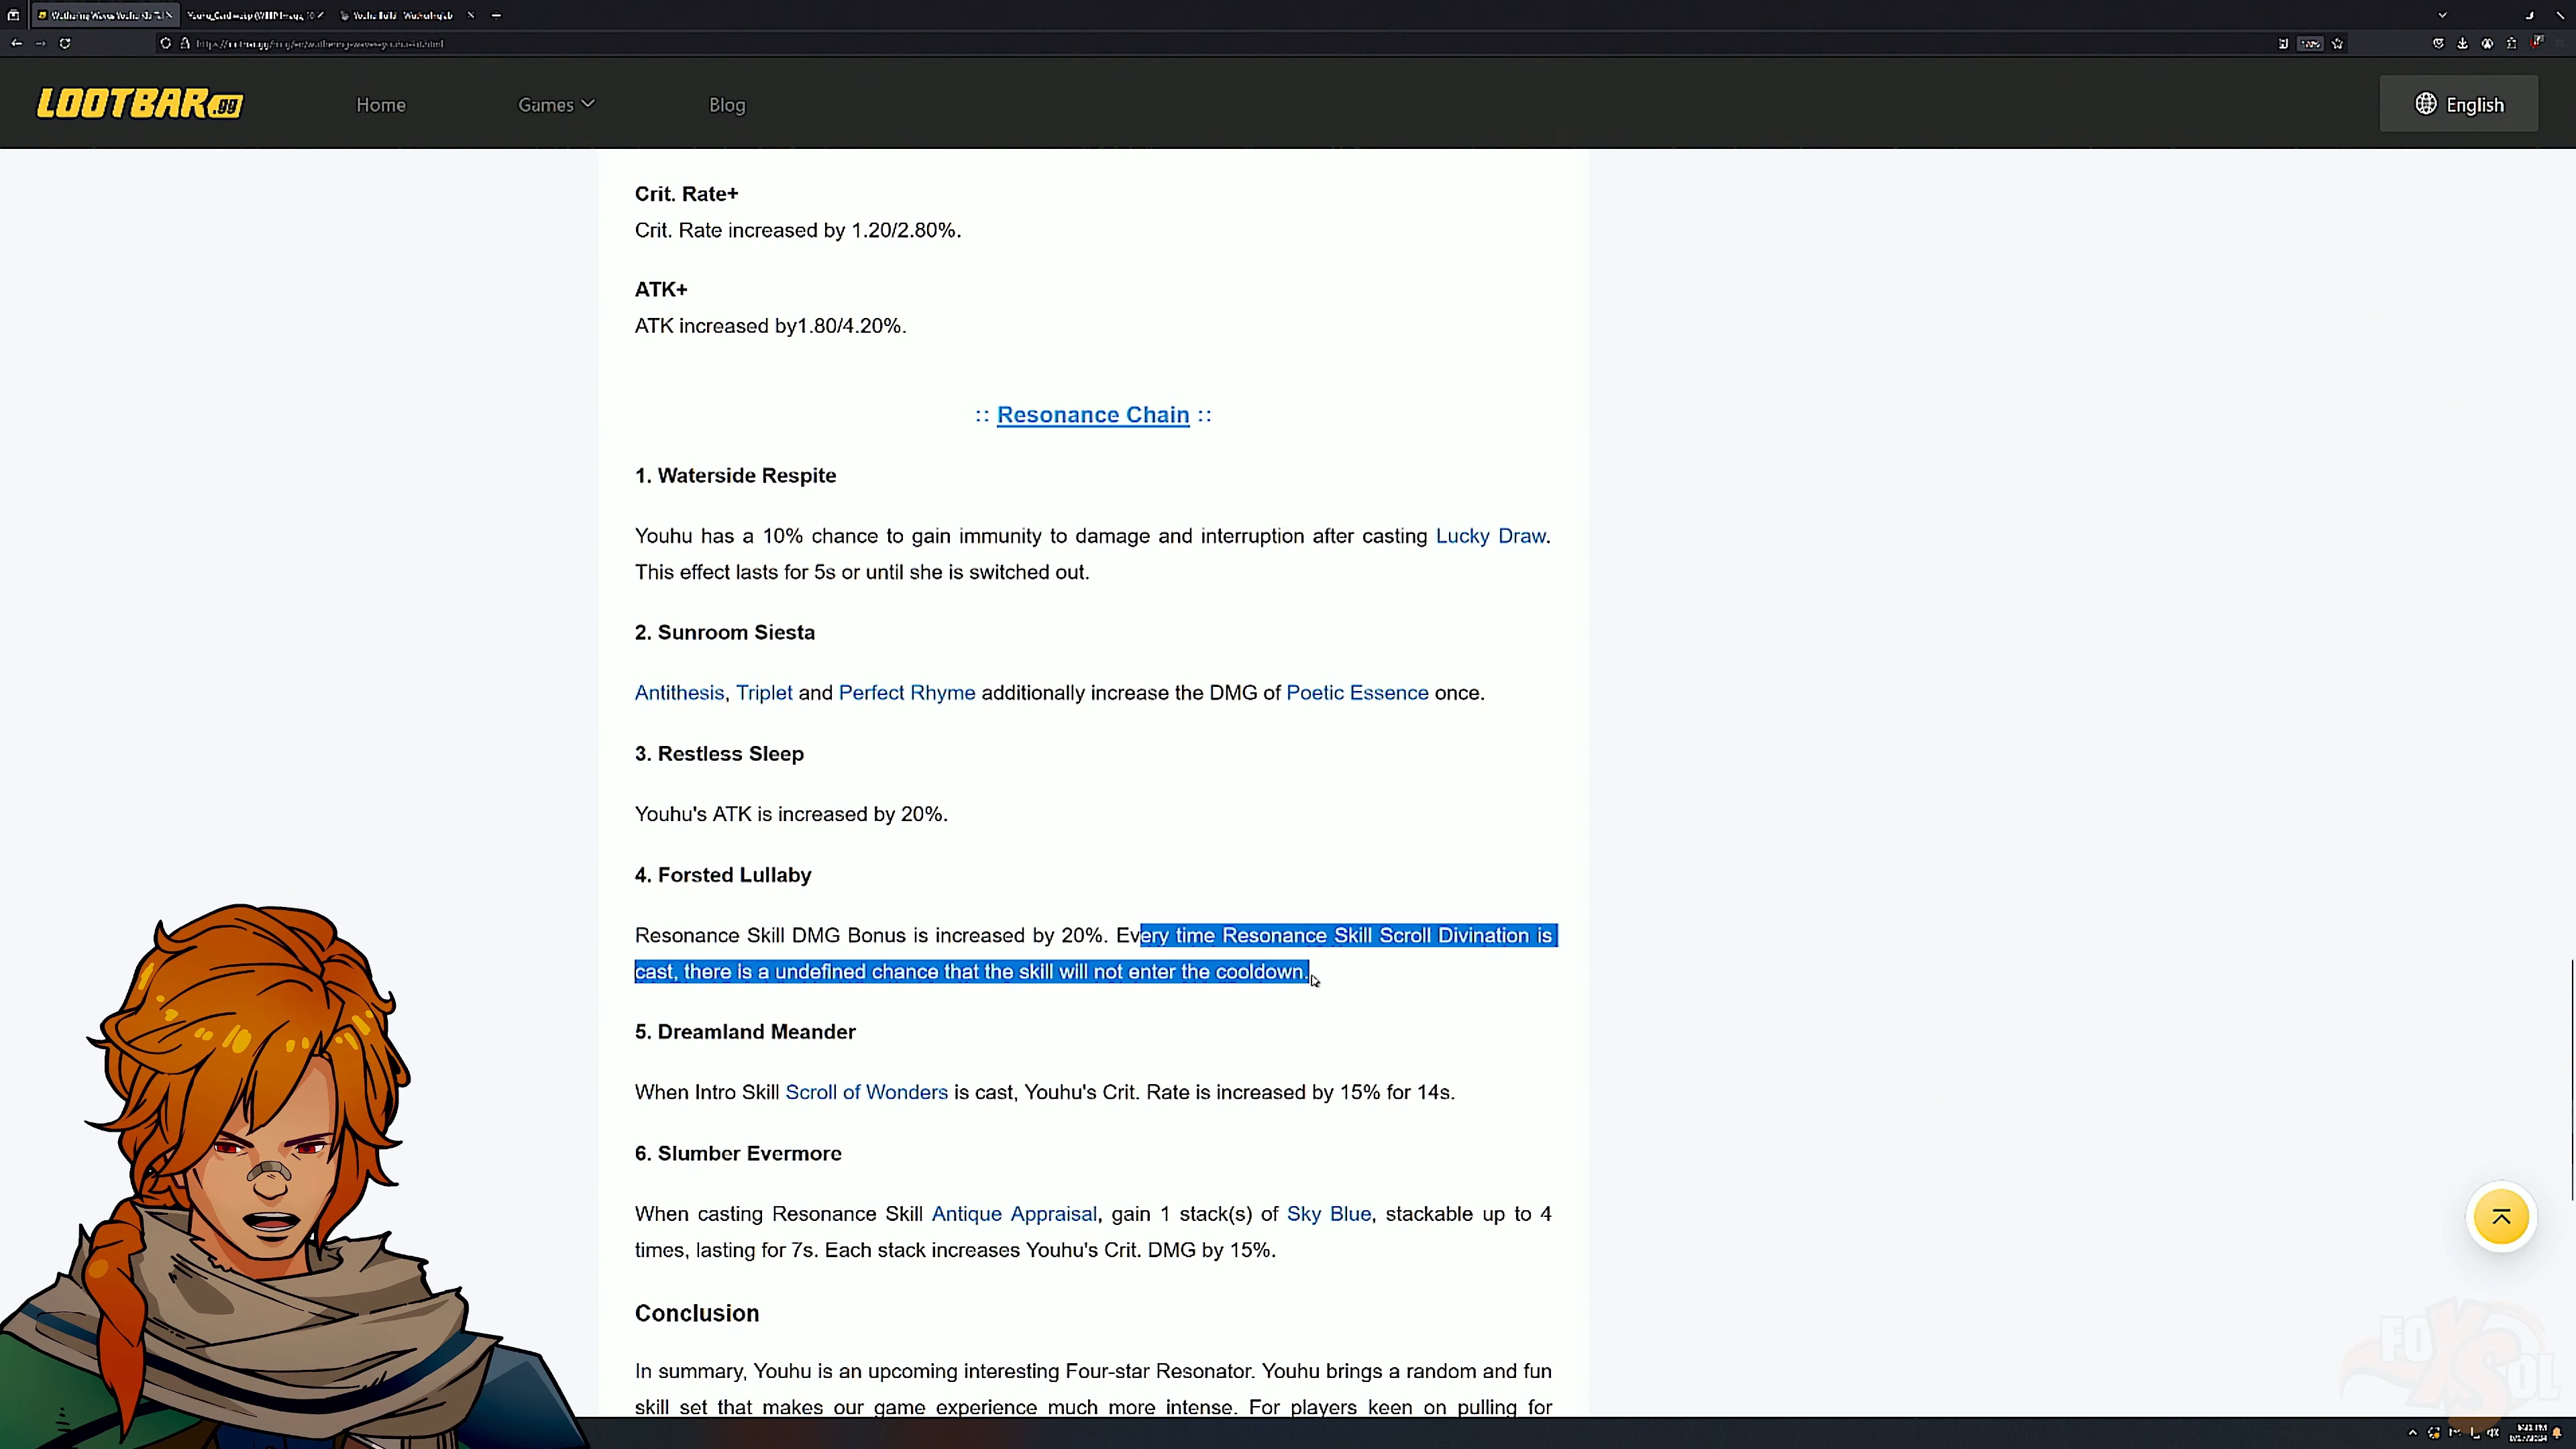 Youhu Build
LOOTBAR.gg
Home
Games
Blog
English
Crit. Rate+
Crit. Rate increased by 1.20/2.80%.
ATK+
ATK increased by1.80/4.20%.
:: Resonance Chain ::
1. Waterside Respite
Youhu has a 10% chance to gain immunity to damage and interruption after casting Lucky Draw.
This effect lasts for 5s or until she is switched out.
2. Sunroom Siesta
Antithesis, Triplet and Perfect Rhyme additionally increase the DMG of Poetic Essence once.
3. Restless Sleep
Youhu's ATK is increased by 20%.
4. Forsted Lullaby
Resonance Skill DMG Bonus is increased by 20%. Every time Resonance Skill Scroll Divination is
cast, there is a undefined chance that the skill will not enter the cooldown.
5. Dreamland Meander
When Intro Skill Scroll of Wonders is cast, Youhu's Crit. Rate is increased by 15% for 14s.
6. Slumber Evermore
When casting Resonance Skill Antique Appraisal, gain 1 stack(s) of Sky Blue, stackable up to 4
times, lasting for 7s. Each stack increases Youhu's Crit. DMG by 15%.
Conclusion
In summary, Youhu is an upcoming interesting Four-star Resonator. Youhu brings a random and fun
skill set that makes our game experience much more intense. For players keen on pulling for
FOXSOL